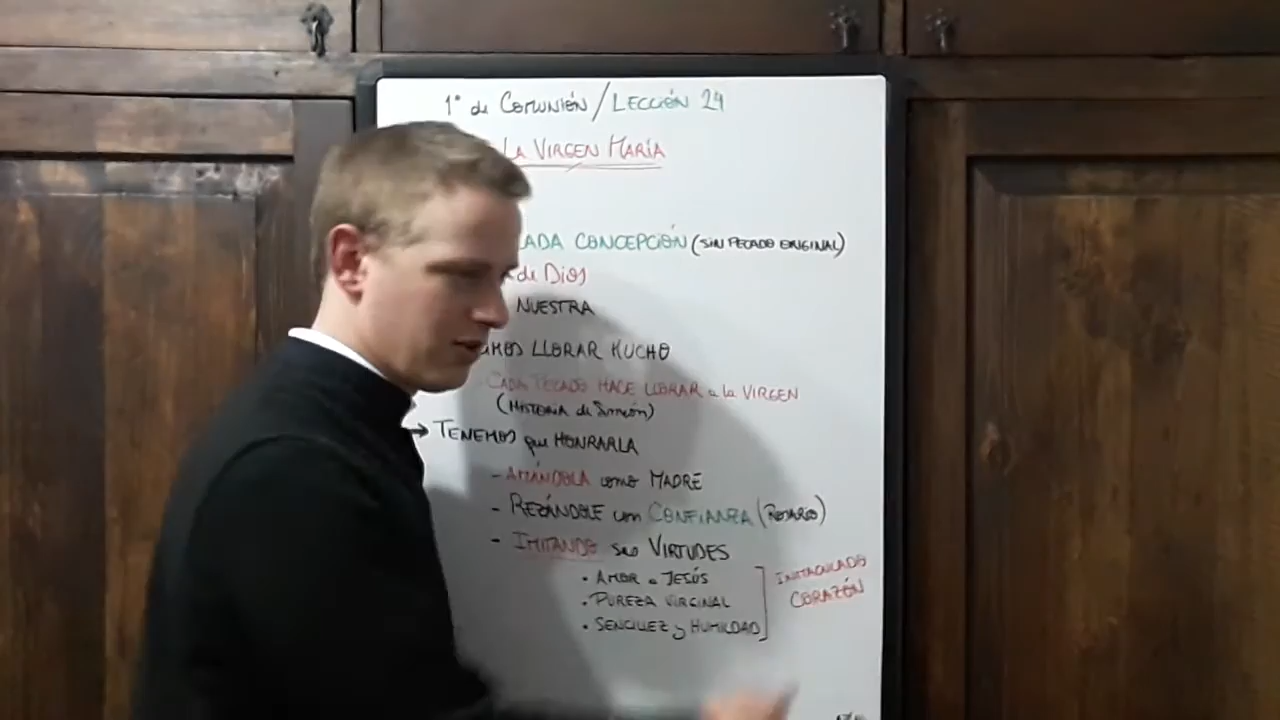 1° de COMUNIÓN / LECCIÓN 24
LA VIRGEN MARÍA
LADA CONCEPCIÓN (SIN PECADO ORIGINAL)
de DIOS
NUESTRA
LLORAR MUCHO
CADA PECADO HACE LLORAR a la VIRGEN
(HISTORIA de Simeón)
→ TENEMOS que HONRARLA
- AMÁNDOLA como MADRE
- REZÁNDOLE con CONFIANZA (ROSARIO)
- IMITANDO sus VIRTUDES
• AMOR a JESÚS
• PUREZA VIRGINAL
• SENCILLEZ y HUMILDAD
INMACULADO
CORAZÓN